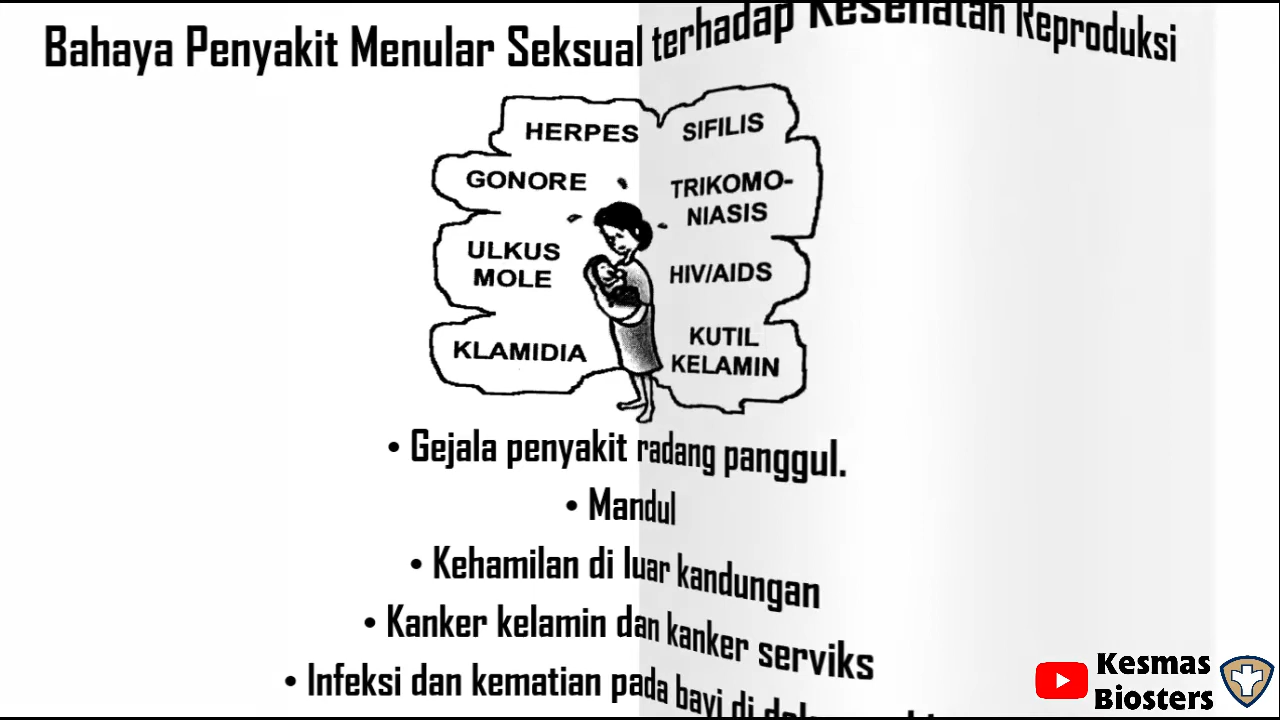 Bahaya Penyakit Menular Seksual terhadap Kesehatan Reproduksi
HERPES
SIFILIS
GONORE
TRIKOMO-
NIASIS
ULKUS
MOLE
HIV/AIDS
KLAMIDIA
KUTIL
KELAMIN
• Gejala penyakit radang panggul.
• Mandul
• Kehamilan di luar kandungan
• Kanker kelamin dan kanker serviks
• Infeksi dan kematian pada bayi di
Kesmas
Biosters